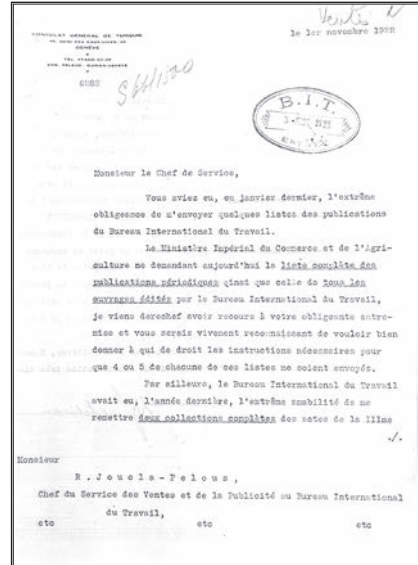 Ventes
le 1er novembre 1922
CONSULAT GENERAL DE TURQUIE
GENÈVE
B.I.T.
Monsieur le Chef de Service,
Vous aviez eu, en janvier dernier, l'extrême
obligeance de m'envoyer quelques listes des publications
du Bureau International du Travail.
Le Ministère Impérial du Commerce et de l'Agri-
culture me demandant aujourd'hui la liste complète des
publications périodiques qinsi que celle de tous les
ouvrages édités par le Bureau International du Travail,
je viens derechef avoir recours à votre obligeante entre-
mise et vous serais vivement reconnaissant de vouloir bien
donner à qui de droit les instructions nécessaires pour
que 4 ou 5 de chacune de ces listes me soient envoyés.
Par ailleurs, le Bureau International du Travail
avait eu, l'année dernière, l'extrême amabilité de me
remettre deux collections complètes des actes de la IIIme
./.
Monsieur
R. Joucla-Pelous,
Chef du Service des Ventes et de la Publicité au Bureau International
du Travail,
etc etc etc